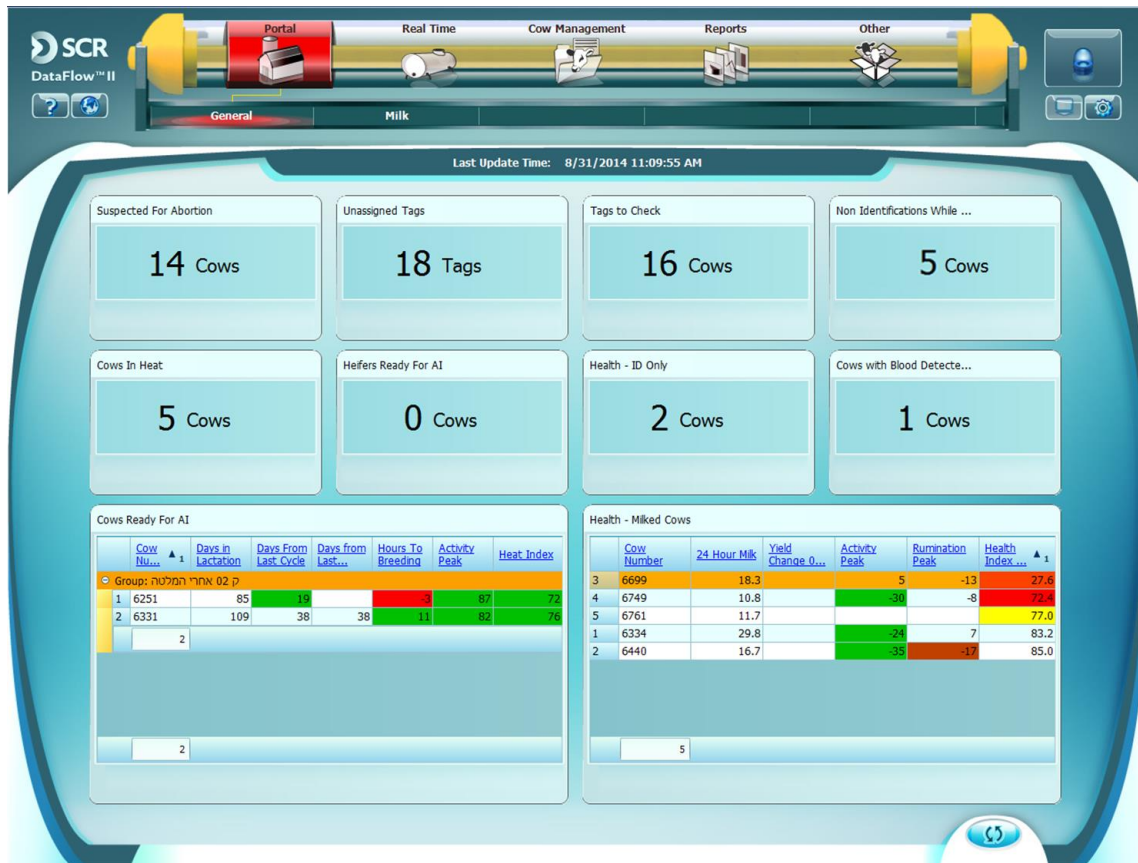 Portal Real Time Cow Management Reports Other
SCR
DataFlow™II
?
General Milk
Last Update Time: 8/31/2014 11:09:55 AM
Suspected For Abortion
14 Cows
Unassigned Tags
18 Tags
Tags to Check
16 Cows
Non Identifications While ...
5 Cows
Cows In Heat
5 Cows
Heifers Ready For AI
0 Cows
Health - ID Only
2 Cows
Cows with Blood Detecte...
1 Cows
Cows Ready For AI
Cow Nu... 1 Days in Lactation Days From Last Cycle Days from Last... Hours To Breeding Activity Peak Heat Index
Group: ק 02 אחרי המלטה
1 6251 85 19 -3 87 72
2 6331 109 38 38 11 82 76
2
2
Health - Milked Cows
Cow Number 24 Hour Milk Yield Change 0... Activity Peak Rumination Peak Health Index ... 1
3 6699 18.3 5 -13 27.6
4 6749 10.8 -30 -8 72.4
5 6761 11.7 77.0
1 6334 29.8 -24 7 83.2
2 6440 16.7 -35 -17 85.0
5